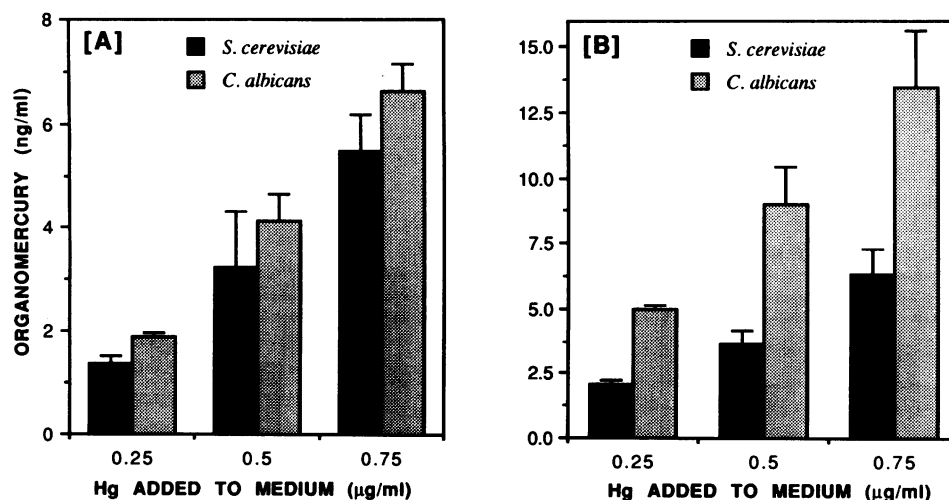 [A]
S. cerevisiae
C. albicans
8
6
4
2
0
ORGANOMERCURY (ng/ml)
0.25 0.5 0.75
Hg ADDED TO MEDIUM (μg/ml)
[B]
S. cerevisiae
C. albicans
15.0
12.5
10.0
7.5
5.0
2.5
0.0
0.25 0.5 0.75
Hg ADDED TO MEDIUM (μg/ml)